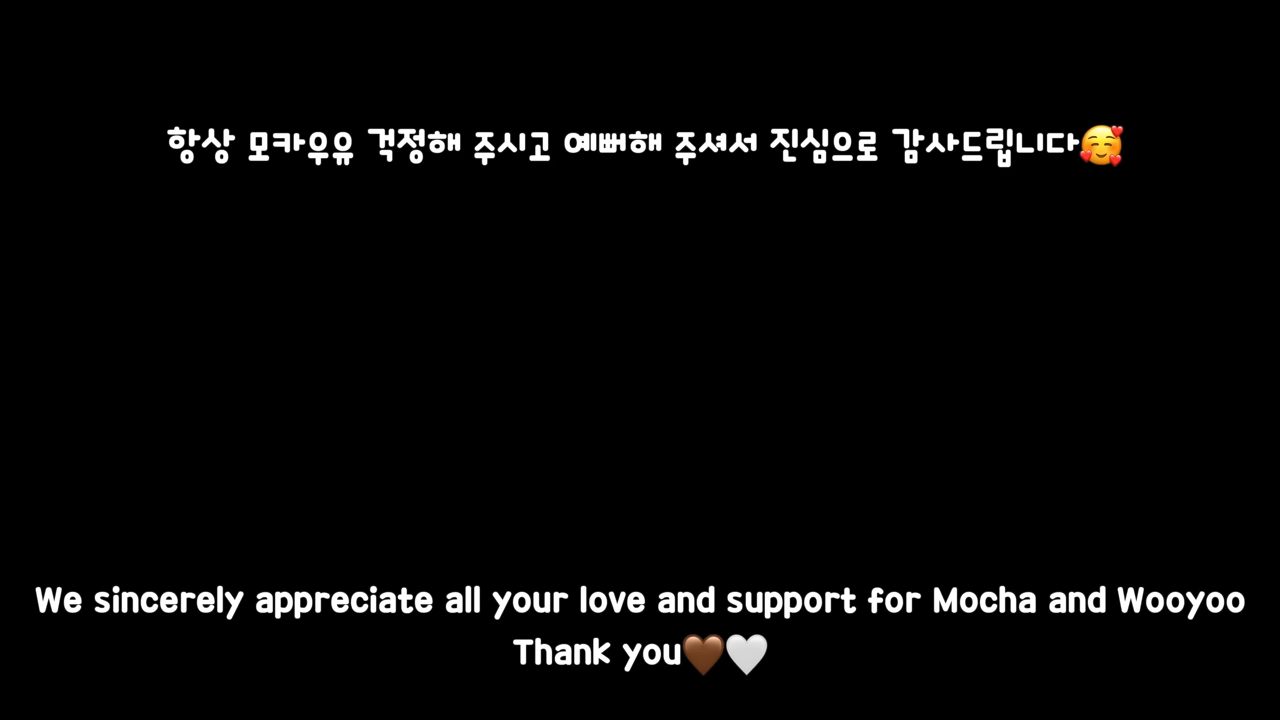 항상 모카우유 걱정해 주시고 예뻐해 주셔서 진심으로 감사드립니다🥰
We sincerely appreciate all your love and support for Mocha and Wooyoo
Thank you🤎🤍